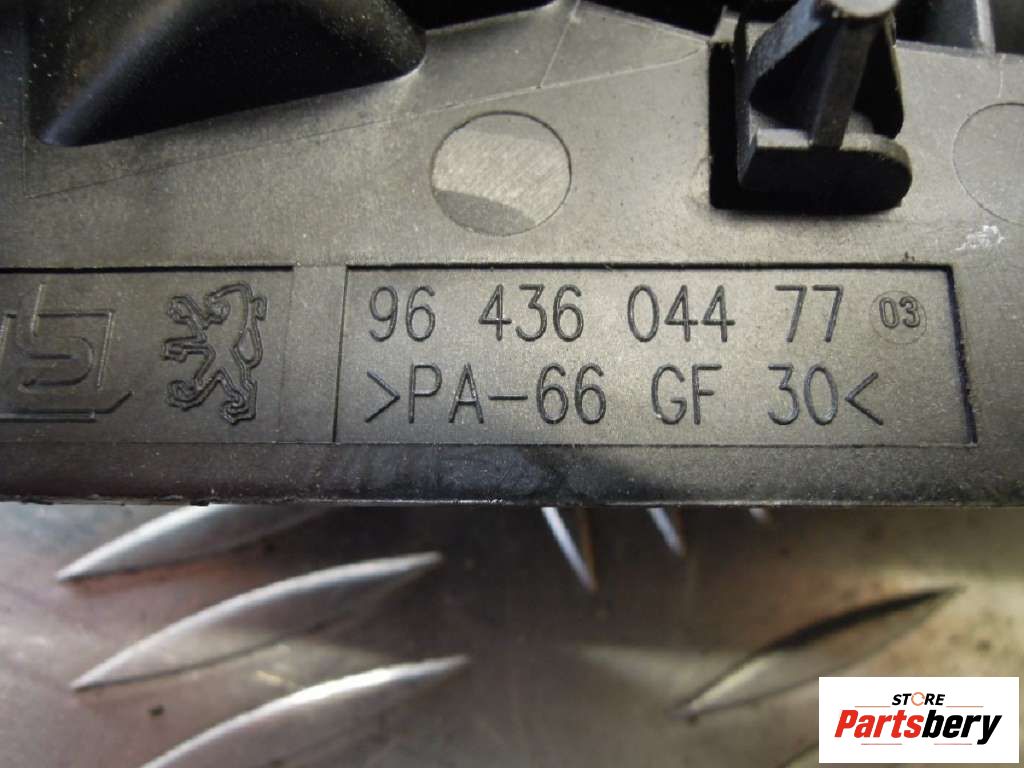 96 436 044 77 03
>PA-66 GF 30<
STORE
Partsbery